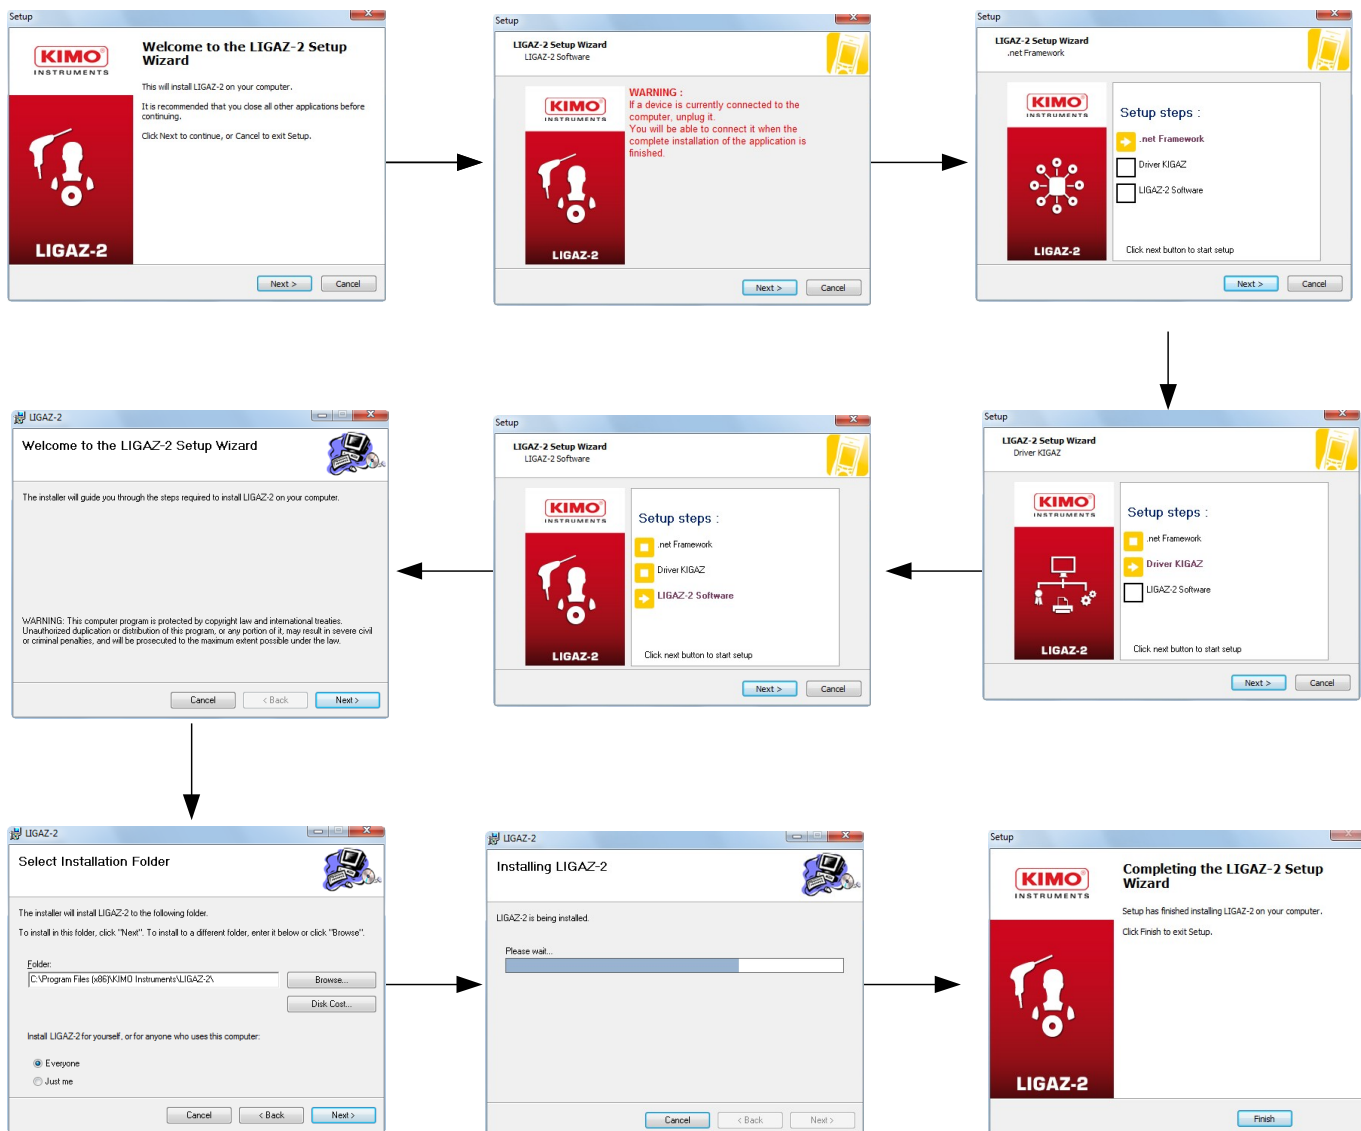 Setup
KIMO®
INSTRUMENTS
Welcome to the LIGAZ-2 Setup
Wizard
This will install LIGAZ-2 on your computer.
It is recommended that you close all other applications before
continuing.
Click Next to continue, or Cancel to exit Setup.
LIGAZ-2
Next >
Cancel
Setup
LIGAZ-2 Setup Wizard
LIGAZ-2 Software
KIMO®
INSTRUMENTS
WARNING :
If a device is currently connected to the
computer, unplug it.
You will be able to connect it when the
complete installation of the application is
finished.
LIGAZ-2
Next >
Cancel
Setup
LIGAZ-2 Setup Wizard
.net Framework
KIMO®
INSTRUMENTS
Setup steps :
.net Framework
Driver KIGAZ
LIGAZ-2 Software
LIGAZ-2
Click next button to start setup
Next >
Cancel
Setup
LIGAZ-2 Setup Wizard
Driver KIGAZ
KIMO®
INSTRUMENTS
Setup steps :
.net Framework
Driver KIGAZ
LIGAZ-2 Software
LIGAZ-2
Click next button to start setup
Next >
Cancel
Setup
LIGAZ-2 Setup Wizard
LIGAZ-2 Software
KIMO®
INSTRUMENTS
Setup steps :
.net Framework
Driver KIGAZ
LIGAZ-2 Software
LIGAZ-2
Click next button to start setup
Next >
Cancel
LIGAZ-2
Welcome to the LIGAZ-2 Setup Wizard
The installer will guide you through the steps required to install LIGAZ-2 on your computer.
WARNING: This computer program is protected by copyright law and international treaties.
Unauthorized duplication or distribution of this program, or any portion of it, may result in severe civil
or criminal penalties, and will be prosecuted to the maximum extent possible under the law.
Cancel
< Back
Next >
LIGAZ-2
Select Installation Folder
The installer will install LIGAZ-2 to the following folder.
To install in this folder, click "Next". To install to a different folder, enter it below or click "Browse".
Folder:
C:\Program Files (x86)\KIMO Instruments\LIGAZ-2\
Browse...
Disk Cost...
Install LIGAZ-2 for yourself, or for anyone who uses this computer:
Everyone
Just me
Cancel
< Back
Next >
LIGAZ-2
Installing LIGAZ-2
LIGAZ-2 is being installed.
Please wait...
Cancel
< Back
Next >
Setup
KIMO®
INSTRUMENTS
Completing the LIGAZ-2 Setup
Wizard
Setup has finished installing LIGAZ-2 on your computer.
Click Finish to exit Setup.
LIGAZ-2
Finish